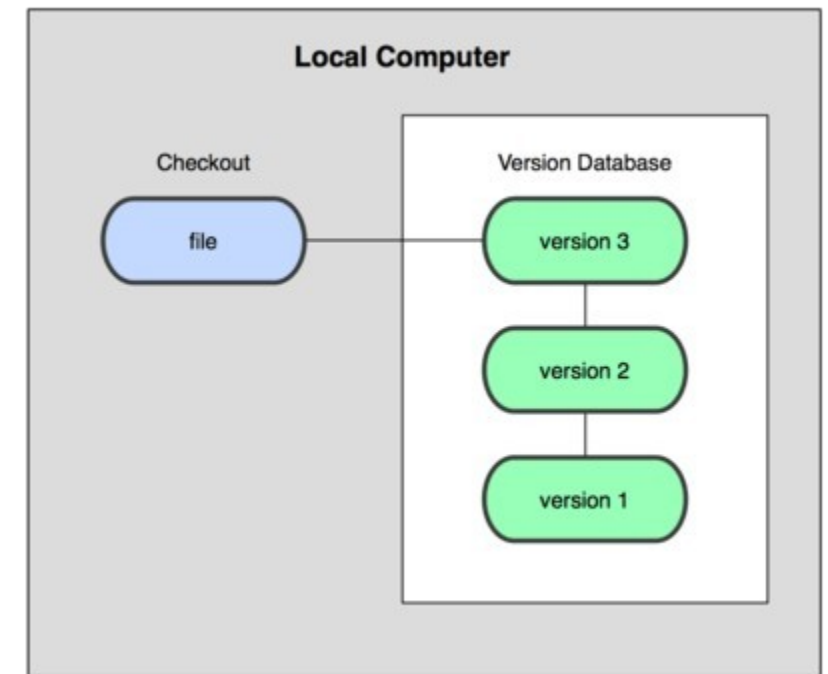 Local Computer
Checkout
Version Database
file
version 3
version 2
version 1